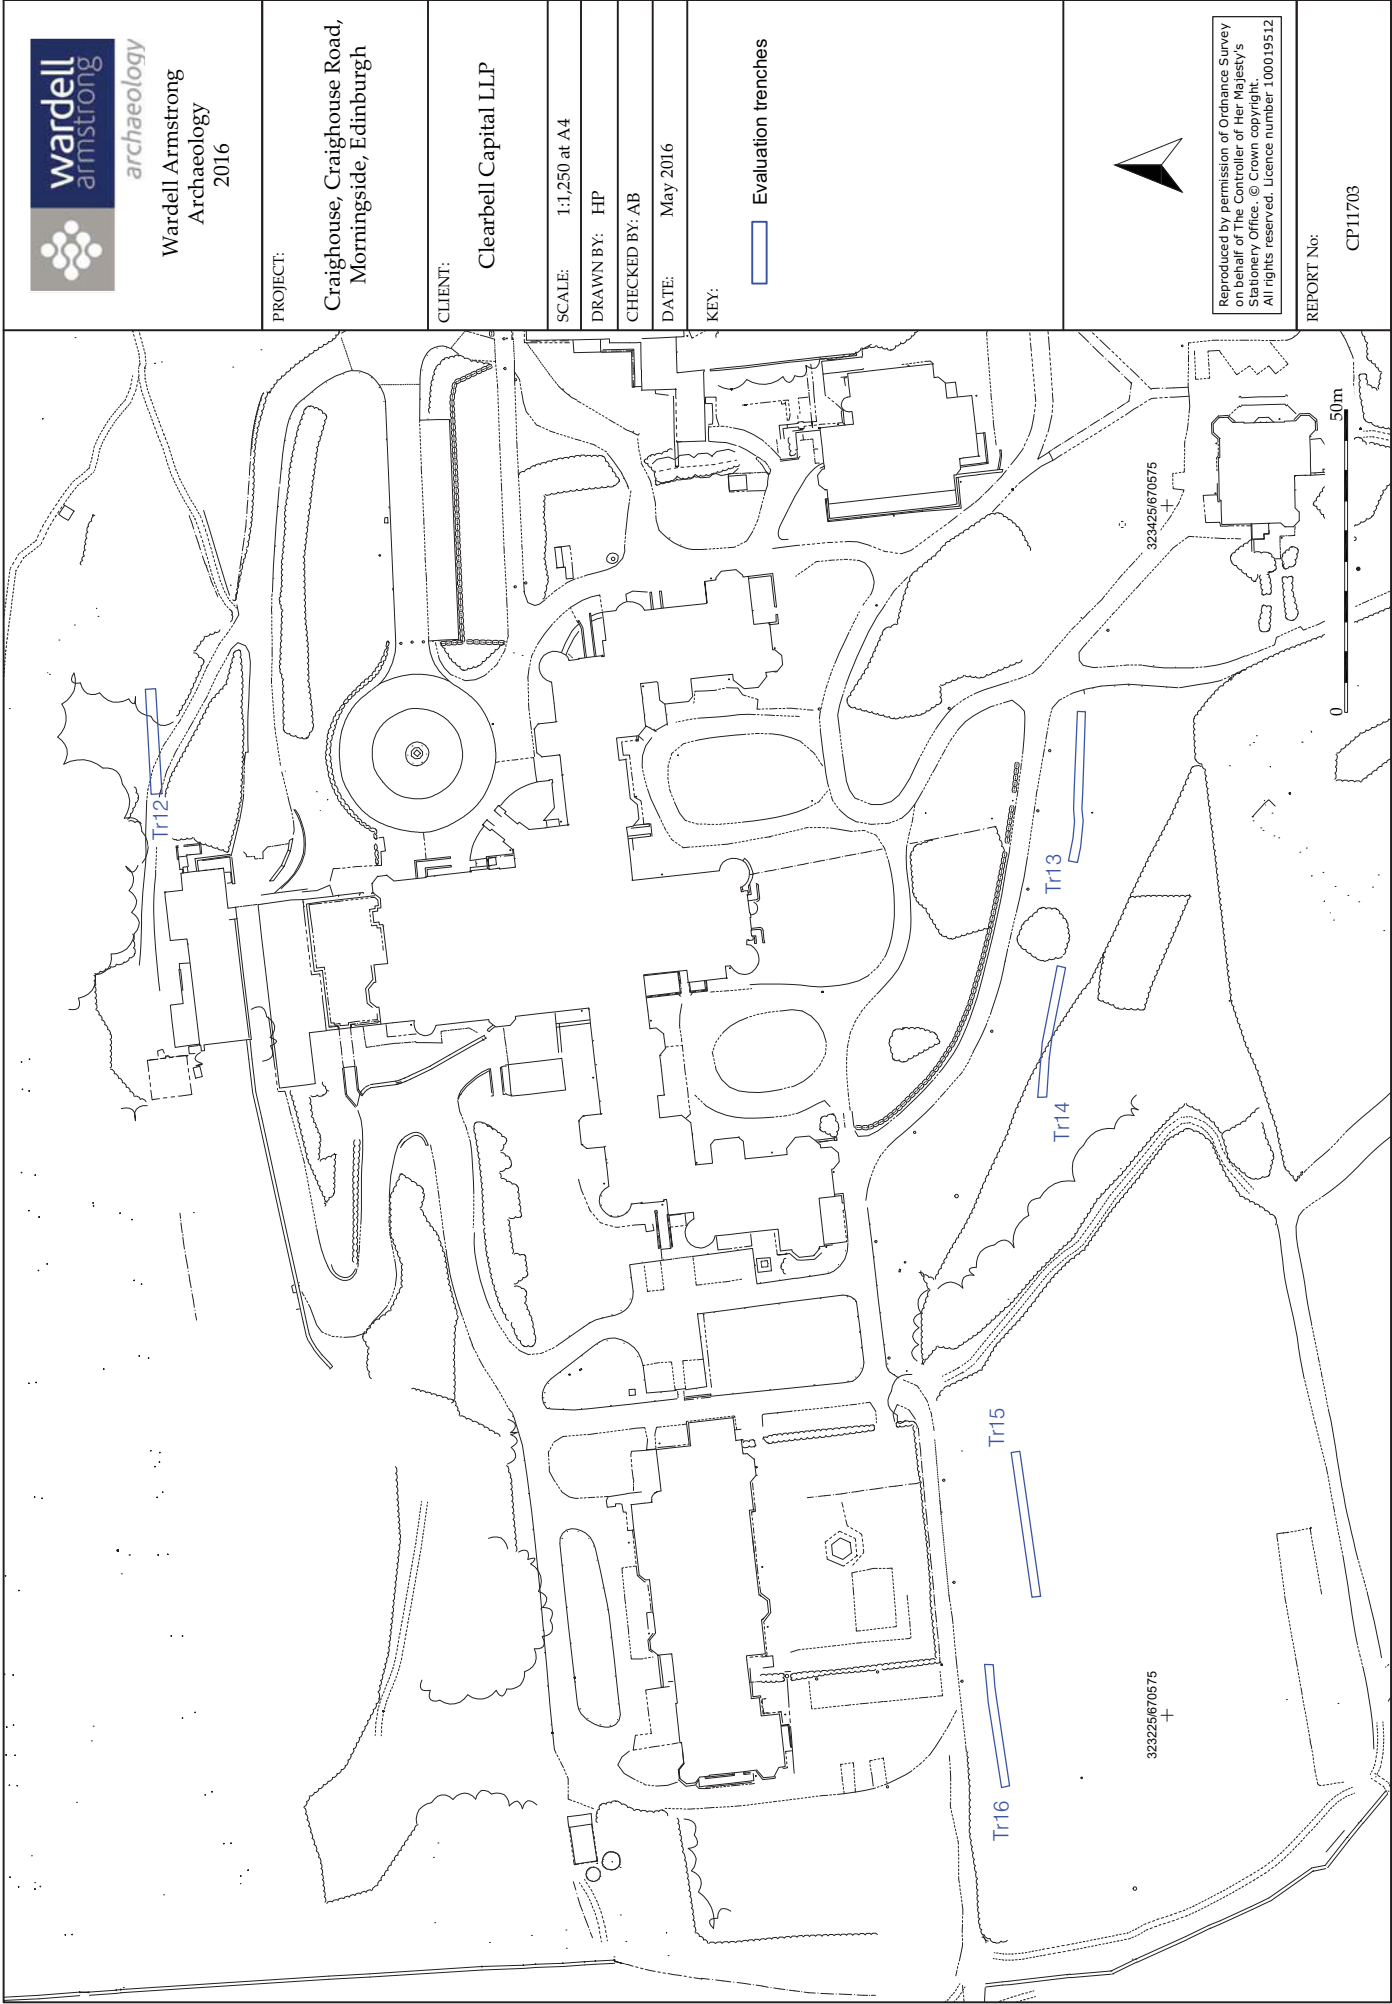 wardell
armstrong
archaeology
Wardell Armstrong
Archaeology
2016
PROJECT:
Craighouse, Craighouse Road,
Morningside, Edinburgh
CLIENT:
Clearbell Capital LLP
SCALE: 1:1,250 at A4
DRAWN BY: HP
CHECKED BY: AB
DATE: May 2016
KEY:
Evaluation trenches
Reproduced by permission of Ordnance Survey
on behalf of The Controller of Her Majesty's
Stationery Office. © Crown copyright.
All rights reserved. Licence number 100019512
REPORT No:
CP11703
Tr12
Tr13
Tr14
Tr15
Tr16
323425/670575
323225/670575
0 50m